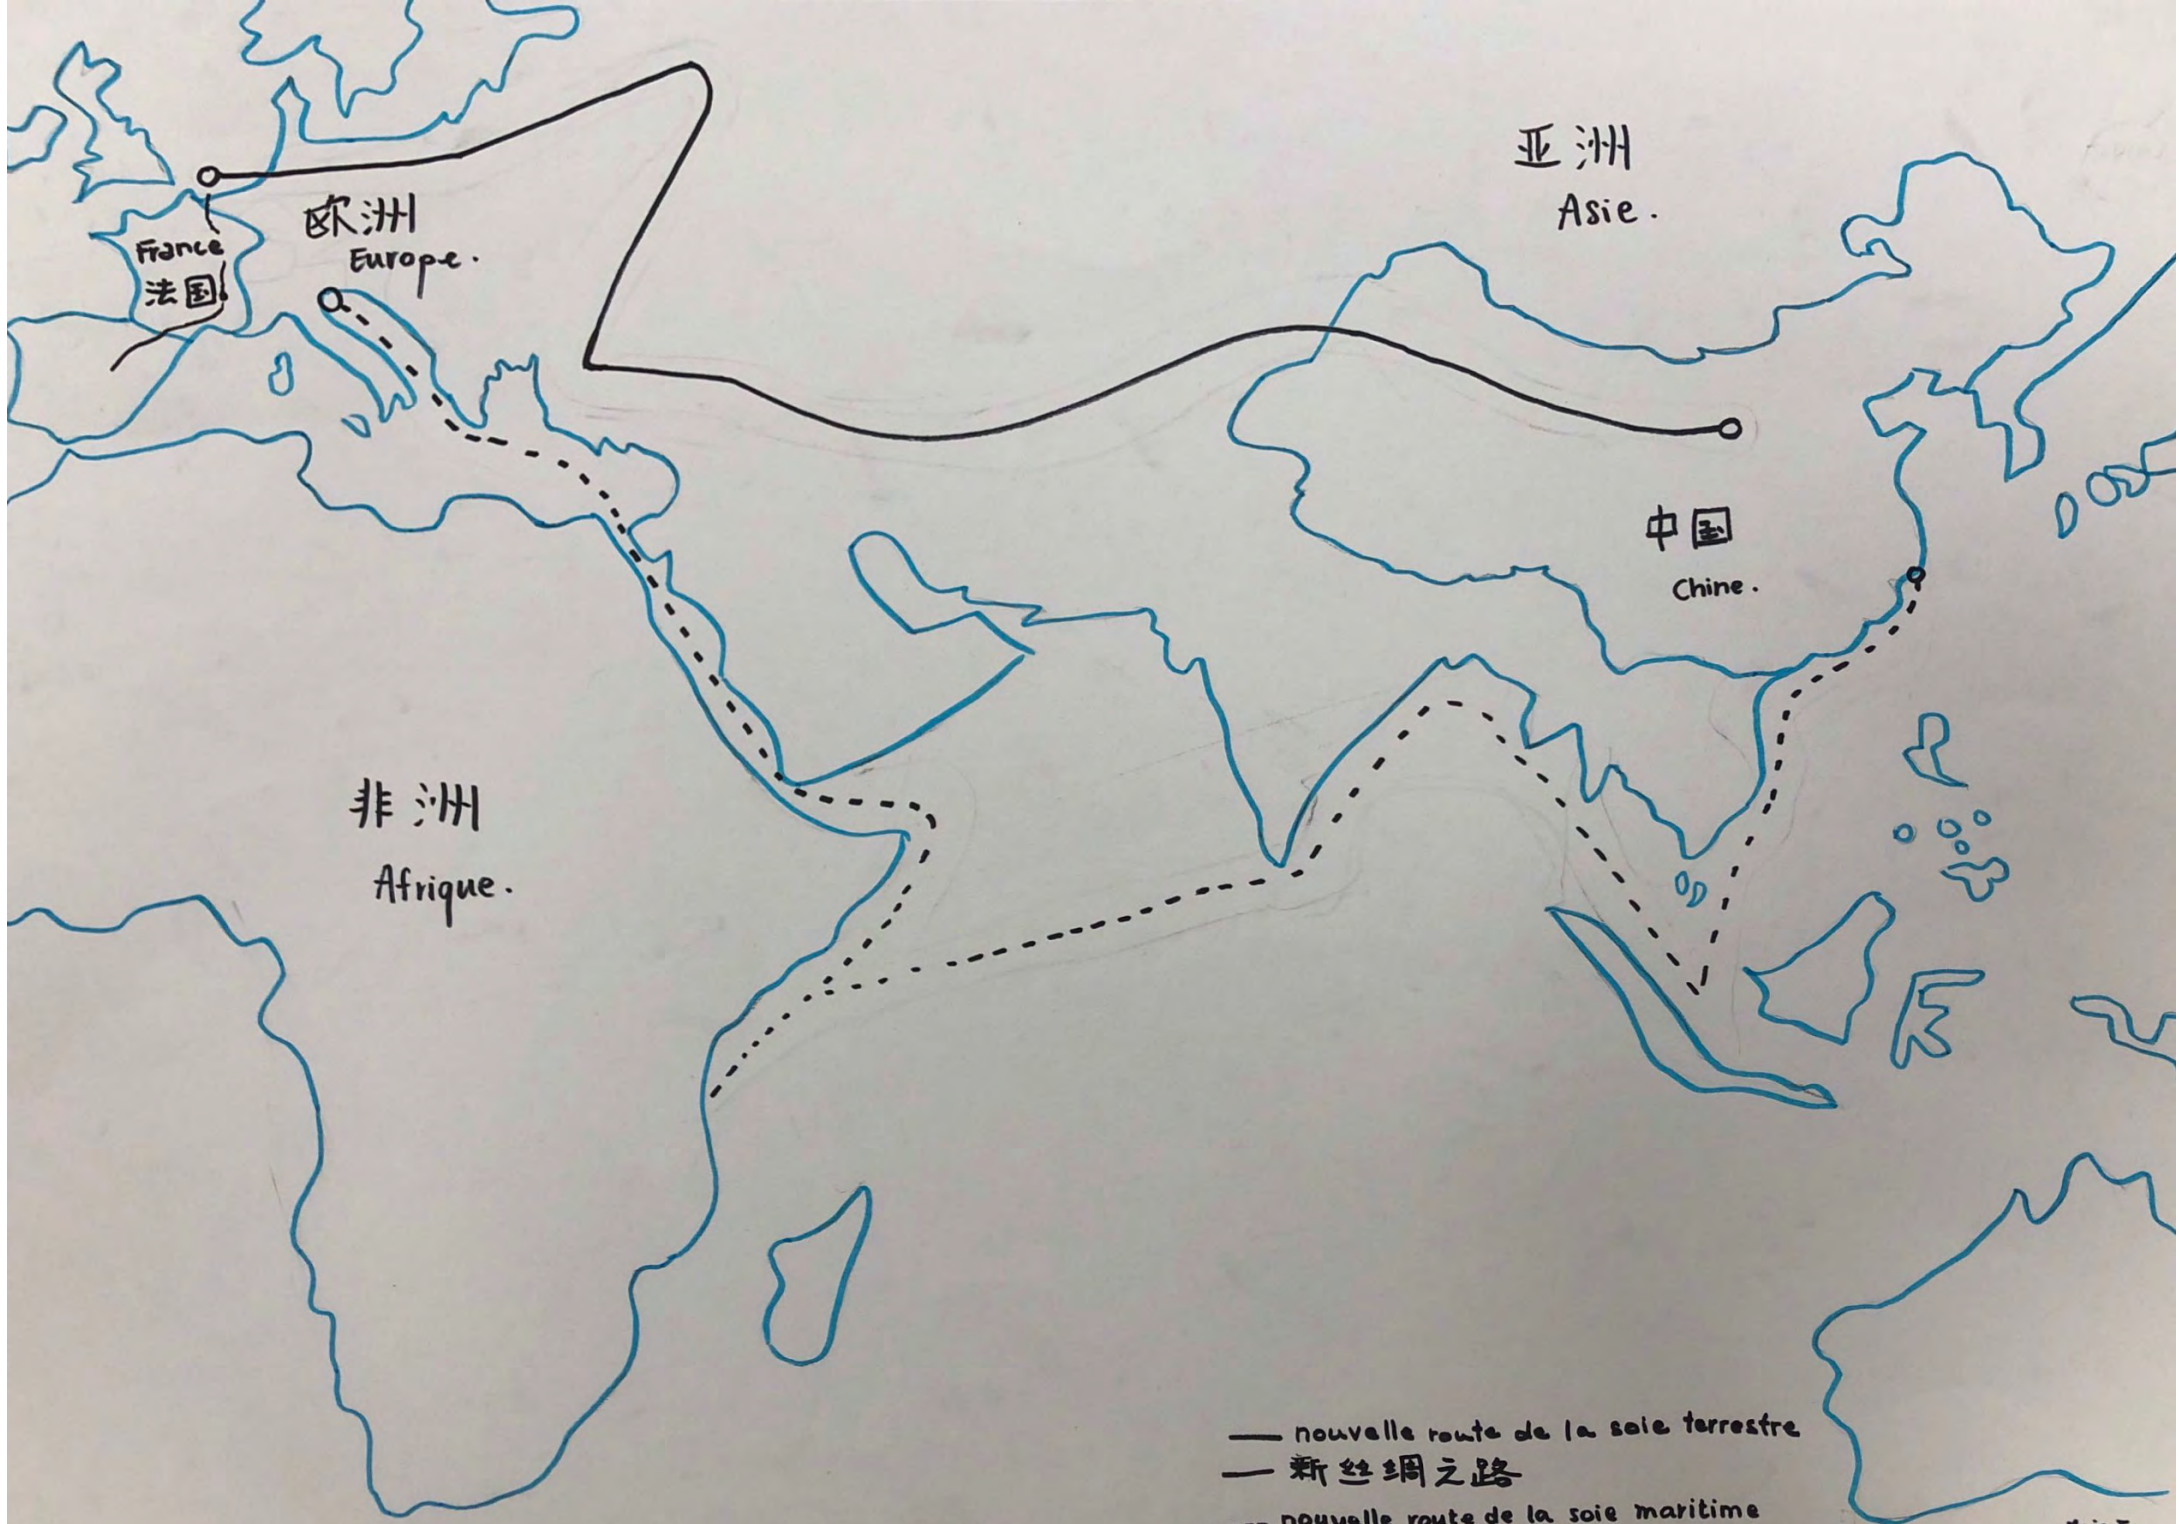 亚洲
Asie.
欧洲
Europe.
France
法国
中国
Chine.
非洲
Afrique.
nouvelle route de la soie terrestre
新丝绸之路
nouvelle route de la soie maritime